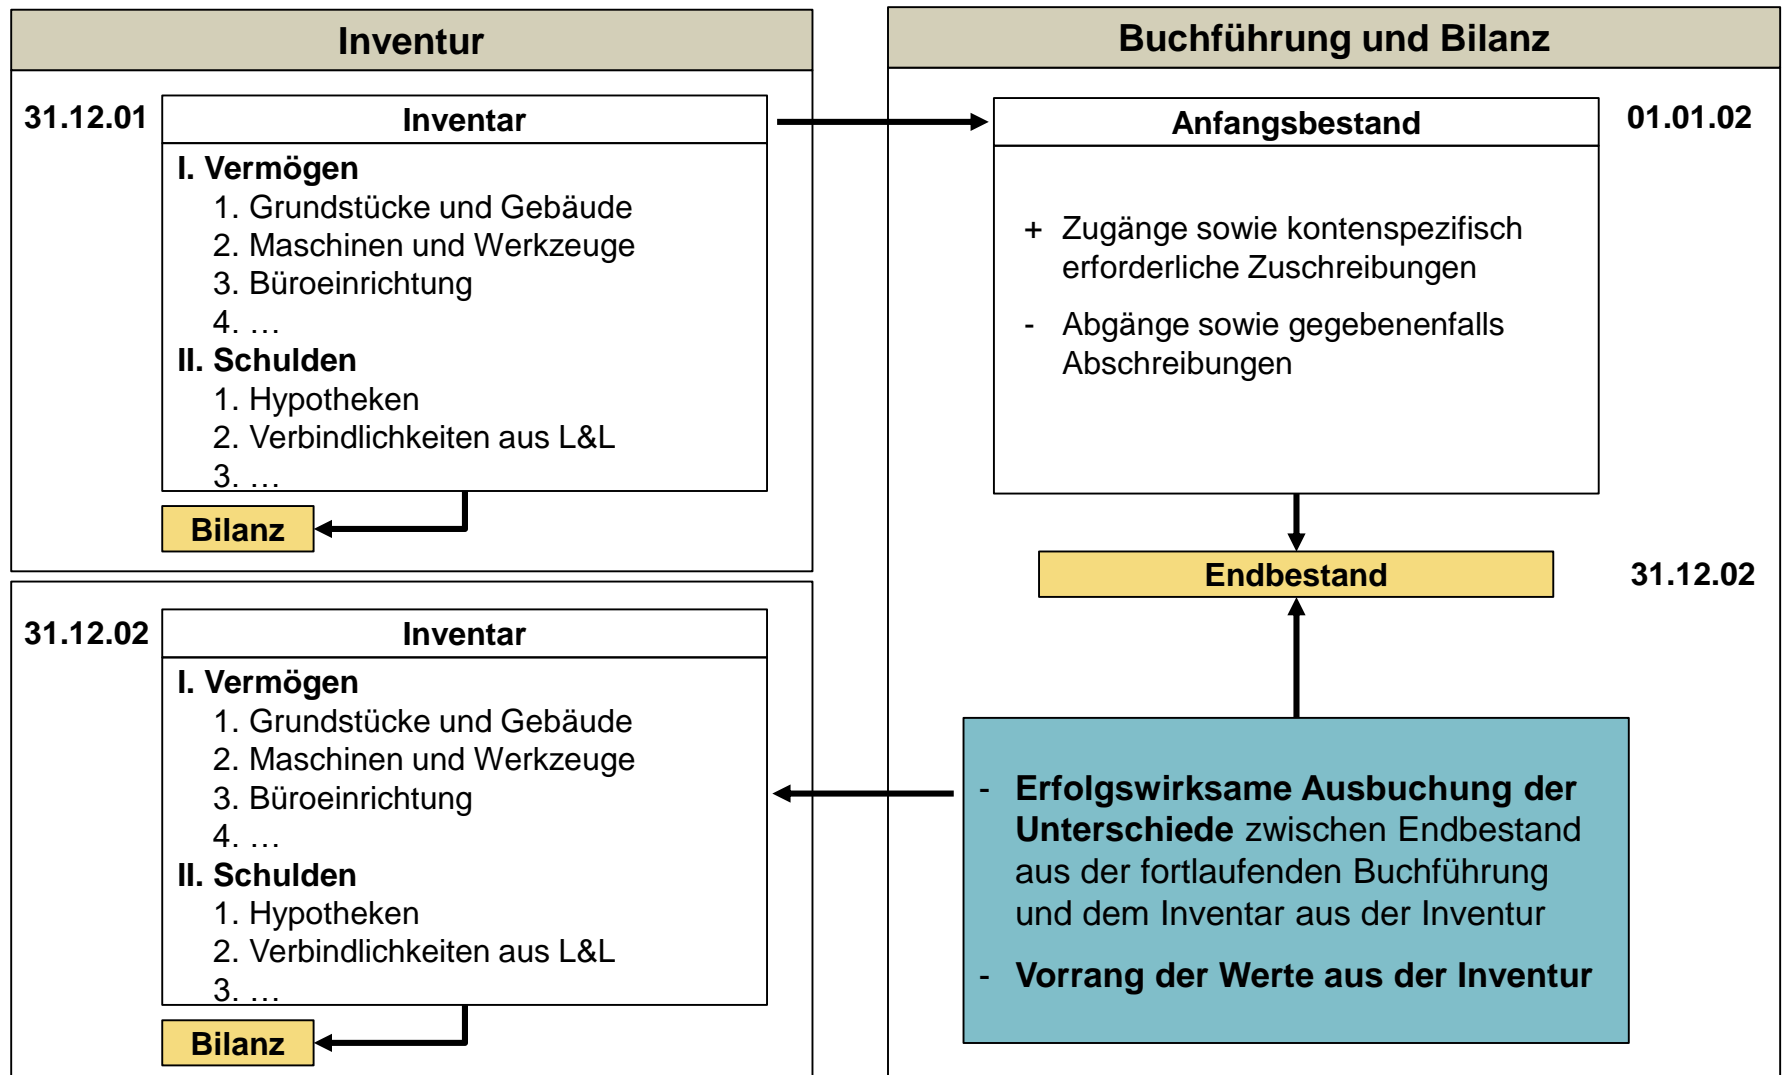 Inventur
31.12.01
Inventar
I. Vermögen
1. Grundstücke und Gebäude
2. Maschinen und Werkzeuge
3. Büroeinrichtung
4. …
II. Schulden
1. Hypotheken
2. Verbindlichkeiten aus L&L
3. …
Bilanz
31.12.02
Inventar
I. Vermögen
1. Grundstücke und Gebäude
2. Maschinen und Werkzeuge
3. Büroeinrichtung
4. …
II. Schulden
1. Hypotheken
2. Verbindlichkeiten aus L&L
3. …
Bilanz
Buchführung und Bilanz
Anfangsbestand
01.01.02
+ Zugänge sowie kontenspezifisch
erforderliche Zuschreibungen
- Abgänge sowie gegebenenfalls
Abschreibungen
Endbestand
31.12.02
- Erfolgswirksame Ausbuchung der
Unterschiede zwischen Endbestand
aus der fortlaufenden Buchführung
und dem Inventar aus der Inventur
- Vorrang der Werte aus der Inventur